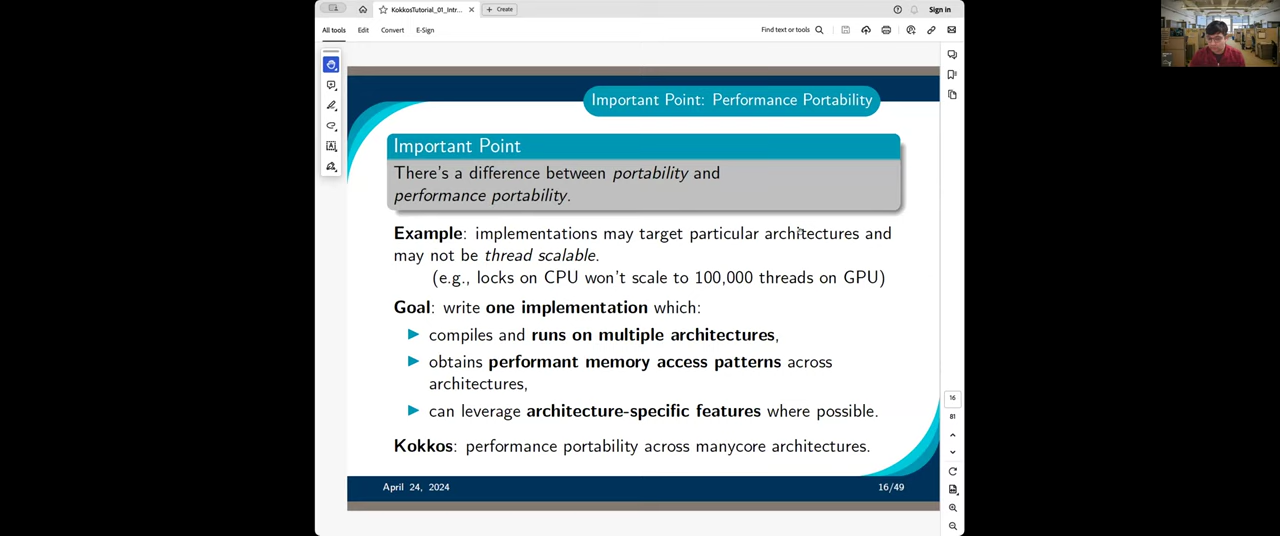 KokkosTutorial_01_Intr...
Create
Sign in
All tools
Edit
Convert
E-Sign
Find text or tools
Important Point: Performance Portability
Important Point
There's a difference between portability and
performance portability.
Example: implementations may target particular architectures and
may not be thread scalable.
(e.g., locks on CPU won't scale to 100,000 threads on GPU)
Goal: write one implementation which:
compiles and runs on multiple architectures,
obtains performant memory access patterns across
architectures,
can leverage architecture-specific features where possible.
Kokkos: performance portability across manycore architectures.
April 24, 2024
16/49
16
81